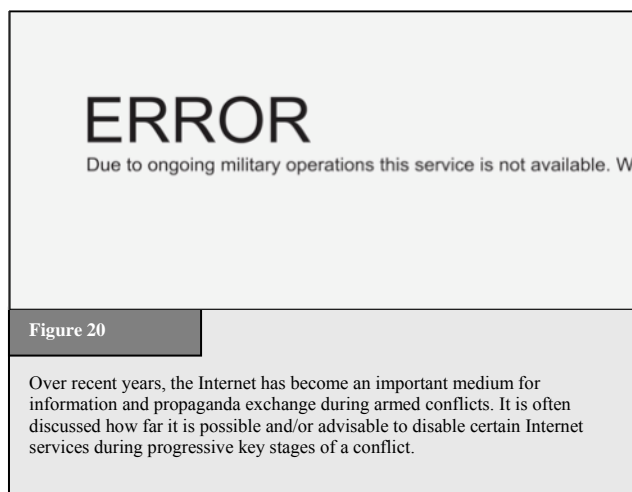 ERROR
Due to ongoing military operations this service is not available. W
Figure 20
Over recent years, the Internet has become an important medium for
information and propaganda exchange during armed conflicts. It is often
discussed how far it is possible and/or advisable to disable certain Internet
services during progressive key stages of a conflict.